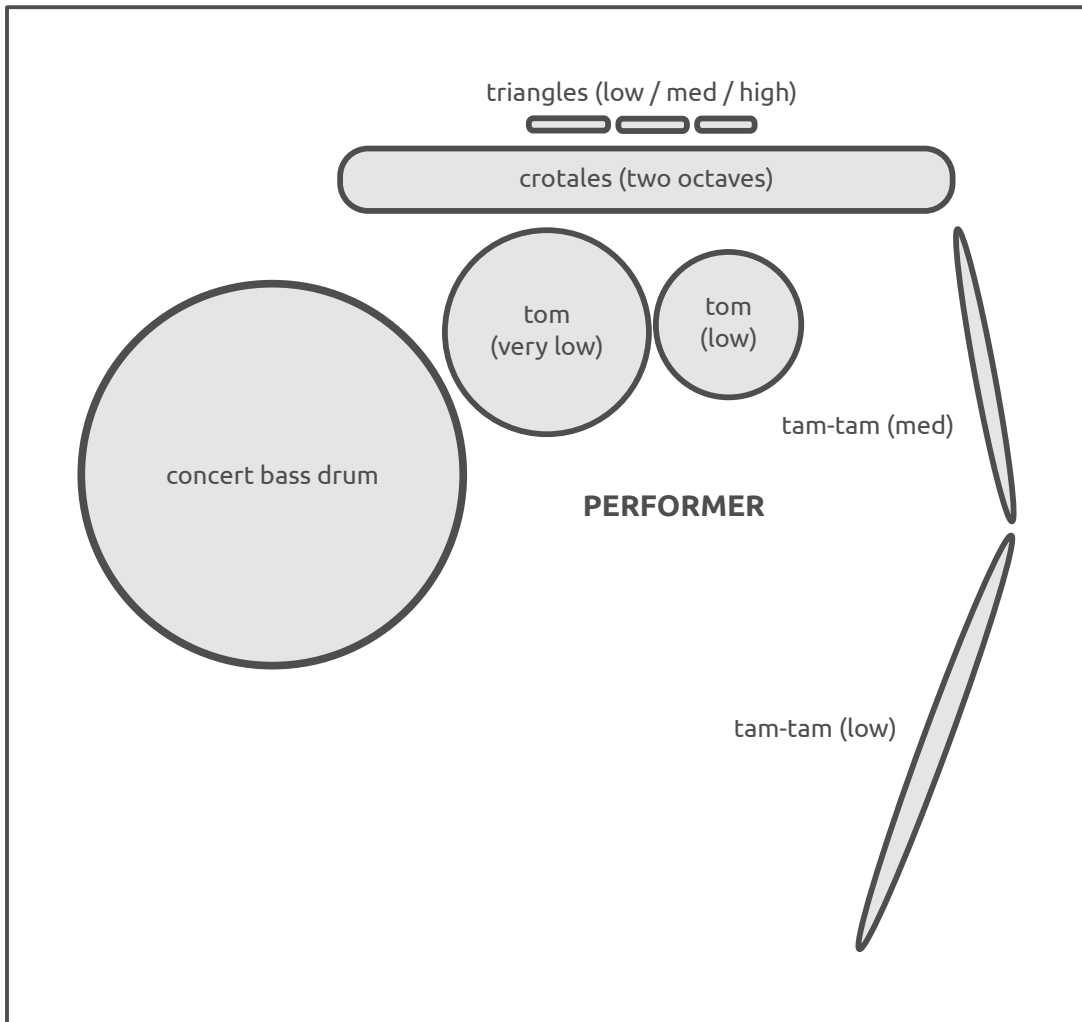 triangles (low / med / high)
crotales (two octaves)
tom
(very low)
tom
(low)
tam-tam (med)
concert bass drum
PERFORMER
tam-tam (low)